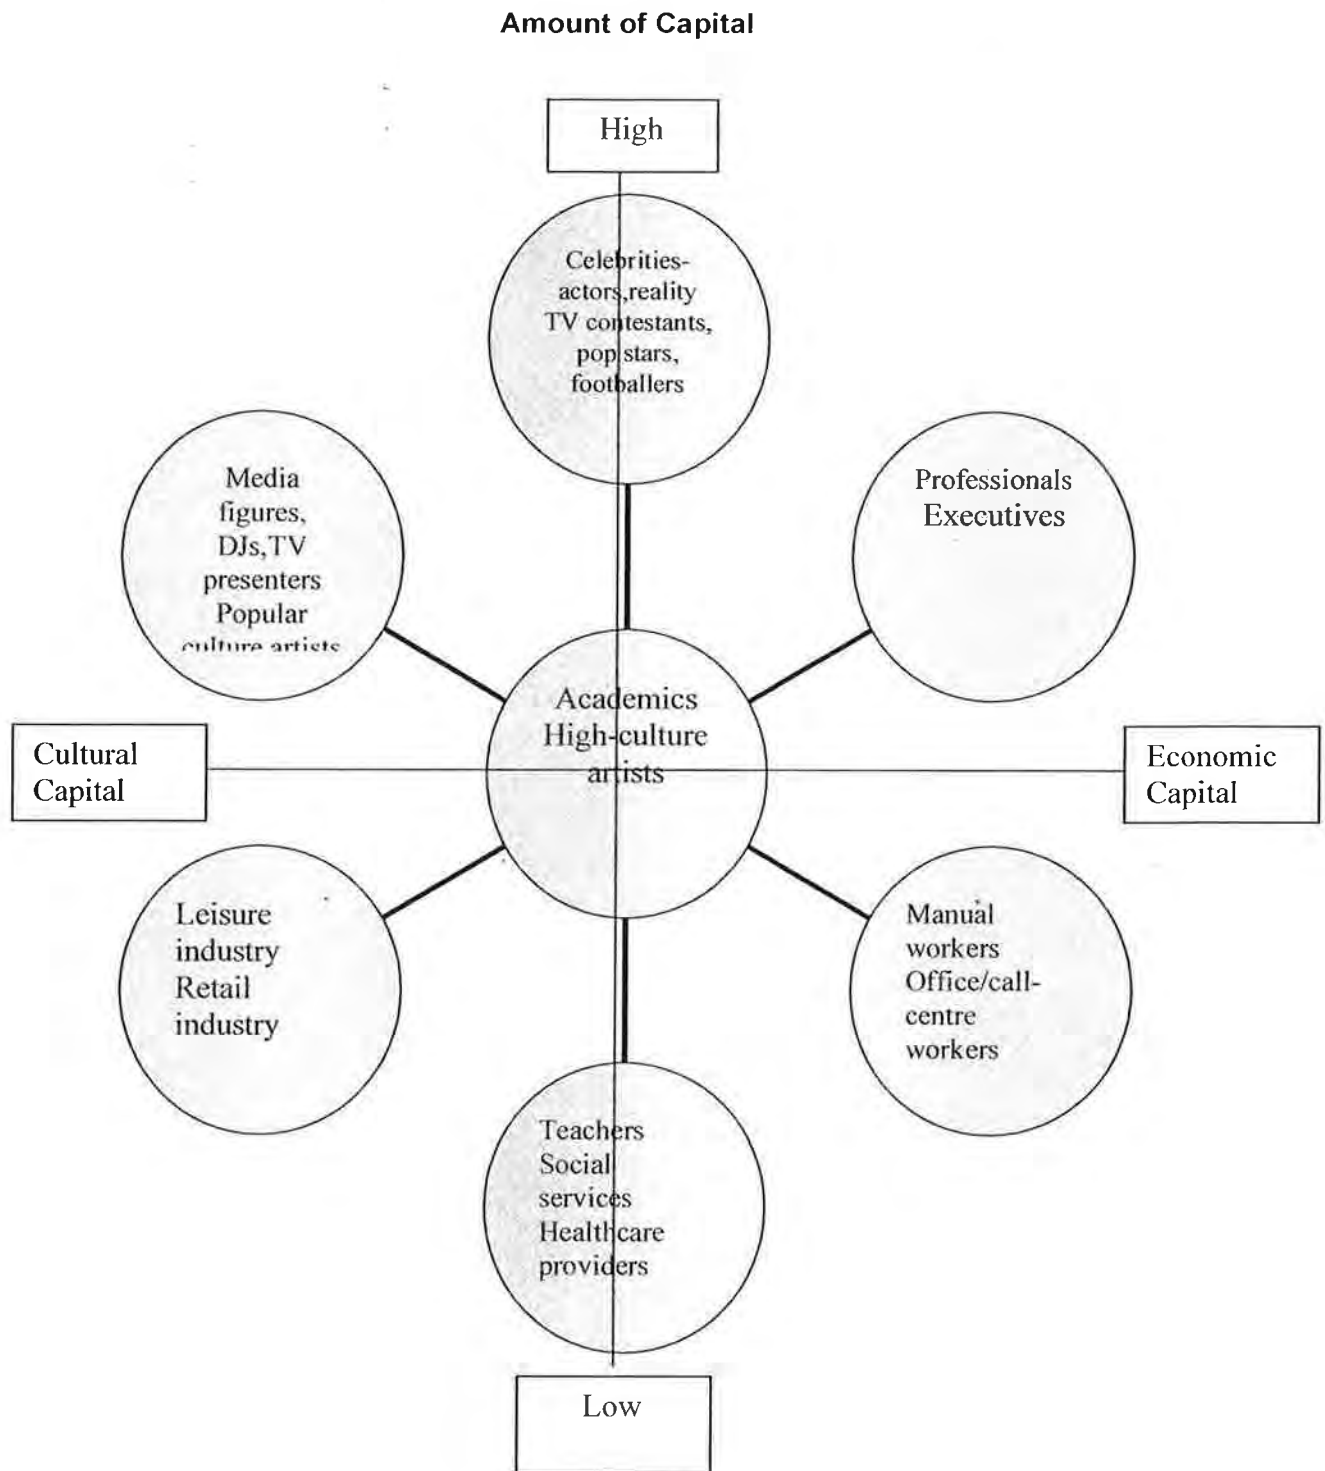 Amount of Capital
High
Celebrities-
actors,reality
TV contestants,
pop stars,
footballers
Media
figures,
DJs,TV
presenters
Popular
culture artists
Professionals
Executives
Academics
High-culture
artists
Cultural
Capital
Economic
Capital
Leisure
industry
Retail
industry
Manual
workers
Office/call-
centre
workers
Teachers
Social
services
Healthcare
providers
Low